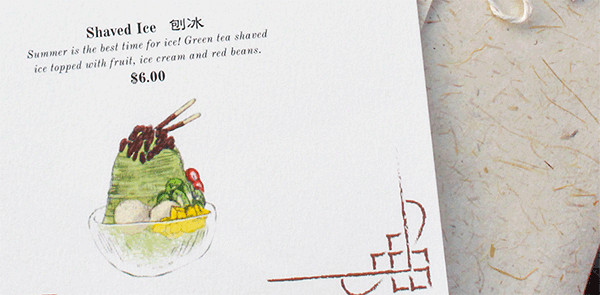 Shaved Ice 刨冰
Summer is the best time for ice! Green tea shaved
ice topped with fruit, ice cream and red beans.
$6.00